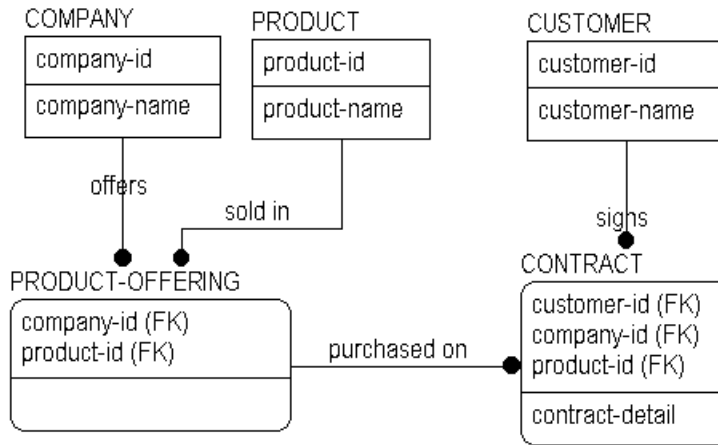 COMPANY
company-id
company-name
PRODUCT
product-id
product-name
CUSTOMER
customer-id
customer-name
offers
sold in
signs
PRODUCT-OFFERING
company-id (FK)
product-id (FK)
purchased on
CONTRACT
customer-id (FK)
company-id (FK)
product-id (FK)
contract-detail